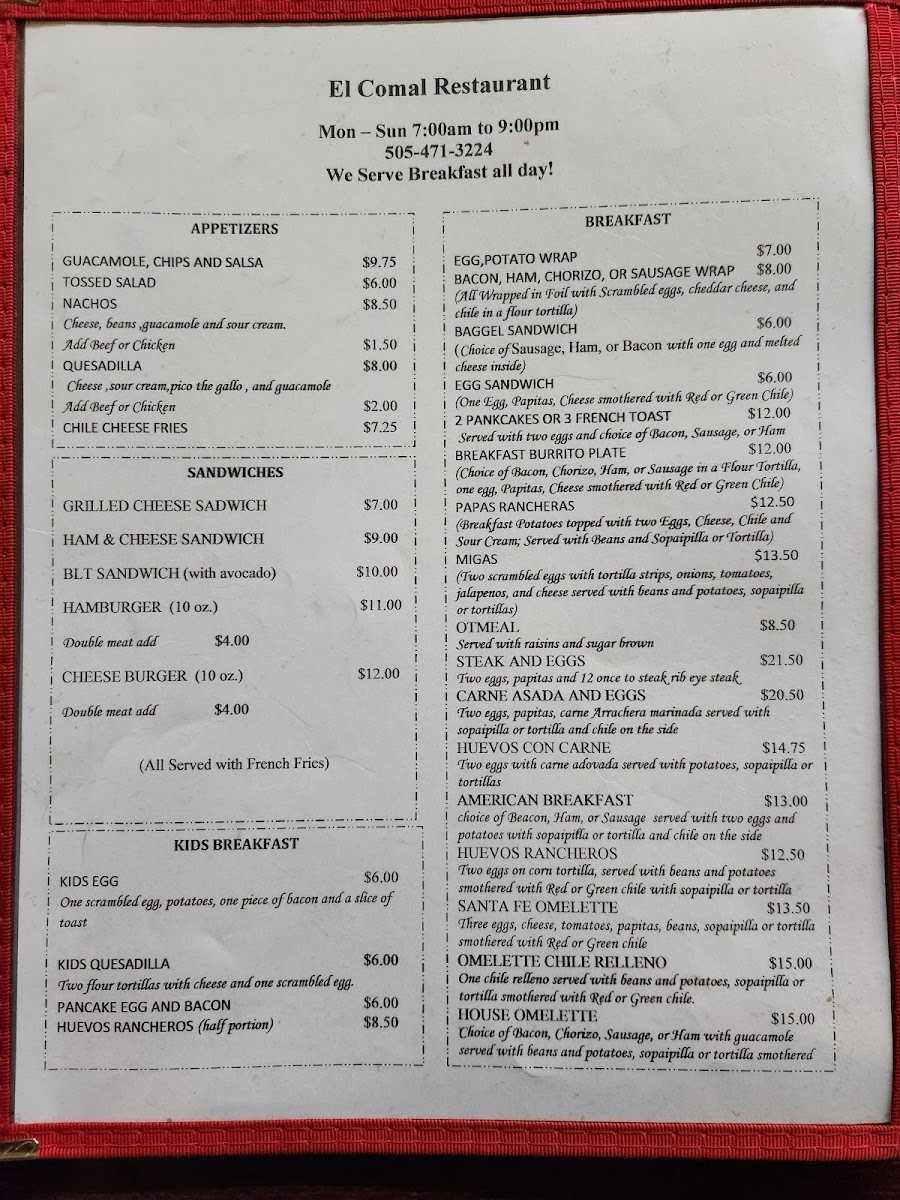 El Comal Restaurant
Mon – Sun 7:00am to 9:00pm
505-471-3224
We Serve Breakfast all day!
APPETIZERS
GUACAMOLE, CHIPS AND SALSA $9.75
TOSSED SALAD $6.00
NACHOS $8.50
Cheese, beans ,guacamole and sour cream.
Add Beef or Chicken $1.50
QUESADILLA $8.00
Cheese ,sour cream,pico the gallo , and guacamole
Add Beef or Chicken $2.00
CHILE CHEESE FRIES $7.25
SANDWICHES
GRILLED CHEESE SADWICH $7.00
HAM & CHEESE SANDWICH $9.00
BLT SANDWICH (with avocado) $10.00
HAMBURGER (10 oz.) $11.00
Double meat add $4.00
CHEESE BURGER (10 oz.) $12.00
Double meat add $4.00
(All Served with French Fries)
KIDS BREAKFAST
KIDS EGG $6.00
One scrambled egg, potatoes, one piece of bacon and a slice of
toast
KIDS QUESADILLA $6.00
Two flour tortillas with cheese and one scrambled egg.
PANCAKE EGG AND BACON $6.00
HUEVOS RANCHEROS (half portion) $8.50
BREAKFAST
EGG,POTATO WRAP $7.00
BACON, HAM, CHORIZO, OR SAUSAGE WRAP $8.00
(All Wrapped in Foil with Scrambled eggs, cheddar cheese, and
chile in a flour tortilla)
BAGGEL SANDWICH $6.00
(Choice of Sausage, Ham, or Bacon with one egg and melted
cheese inside)
EGG SANDWICH $6.00
(One Egg, Papitas, Cheese smothered with Red or Green Chile)
2 PANKCAKES OR 3 FRENCH TOAST $12.00
Served with two eggs and choice of Bacon, Sausage, or Ham
BREAKFAST BURRITO PLATE $12.00
(Choice of Bacon, Chorizo, Ham, or Sausage in a Flour Tortilla,
one egg, Papitas, Cheese smothered with Red or Green Chile)
PAPAS RANCHERAS $12.50
(Breakfast Potatoes topped with two Eggs, Cheese, Chile and
Sour Cream; Served with Beans and Sopaipilla or Tortilla)
MIGAS $13.50
(Two scrambled eggs with tortilla strips, onions, tomatoes,
jalapenos, and cheese served with beans and potatoes, sopaipilla
or tortillas)
OTMEAL $8.50
Served with raisins and sugar brown
STEAK AND EGGS $21.50
Two eggs, papitas and 12 once to steak rib eye steak
CARNE ASADA AND EGGS $20.50
Two eggs, papitas, carne Arrachera marinada served with
sopaipilla or tortilla and chile on the side
HUEVOS CON CARNE $14.75
Two eggs with carne adovada served with potatoes, sopaipilla or
tortillas
AMERICAN BREAKFAST $13.00
choice of Beacon, Ham, or Sausage served with two eggs and
potatoes with sopaipilla or tortilla and chile on the side
HUEVOS RANCHEROS $12.50
Two eggs on corn tortilla, served with beans and potatoes
smothered with Red or Green chile with sopaipilla or tortilla
SANTA FE OMELETTE $13.50
Three eggs, cheese, tomatoes, papitas, beans, sopaipilla or tortilla
smothered with Red or Green chile
OMELETTE CHILE RELLENO $15.00
One chile relleno served with beans and potatoes, sopaipilla or
tortilla smothered with Red or Green chile.
HOUSE OMELETTE $15.00
Choice of Bacon, Chorizo, Sausage, or Ham with guacamole
served with beans and potatoes, sopaipilla or tortilla smothered